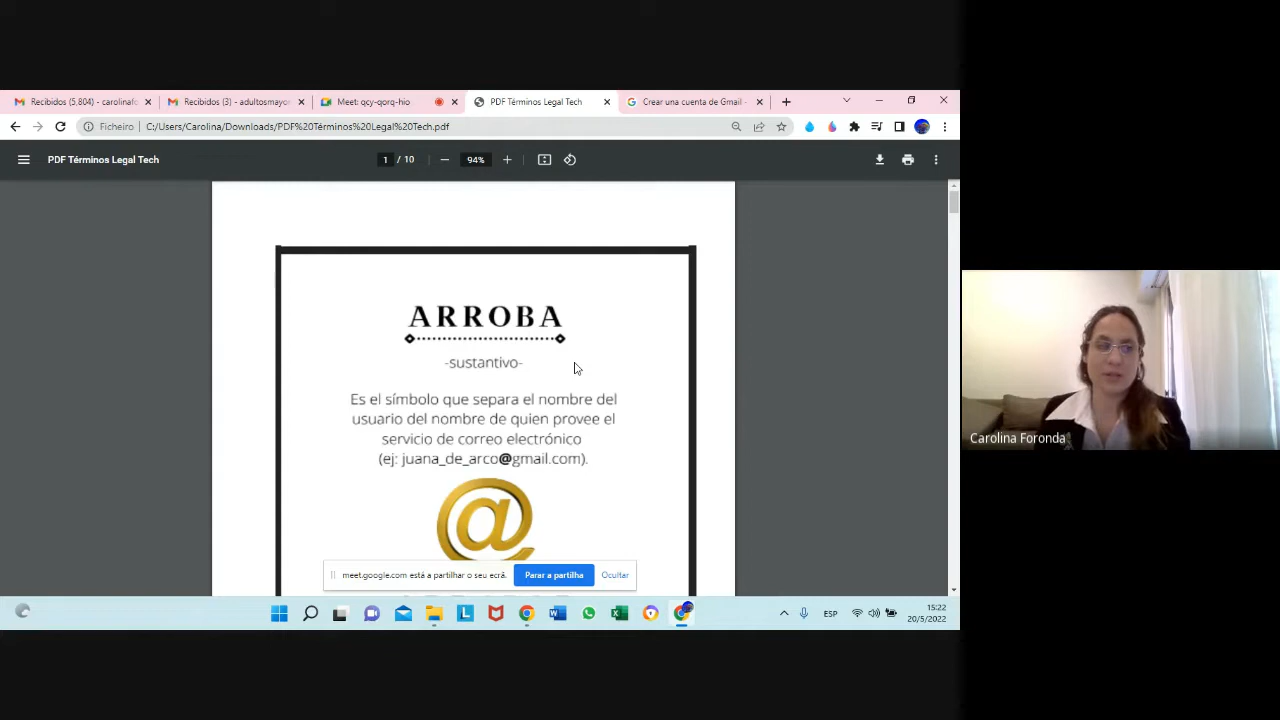 Recibidos (5,804) - carolinafo
Recibidos (3) - adultosmayor
Meet: qcy-qorq-hio
PDF Términos Legal Tech
Crear una cuenta de Gmail -
Ficheiro
C:/Users/Carolina/Downloads/PDF%20Términos%20Legal%20Tech.pdf
PDF Términos Legal Tech
1 / 10
94%
ARROBA
-sustantivo-
Es el símbolo que separa el nombre del
usuario del nombre de quien provee el
servicio de correo electrónico
(ej: juana_de_arco@gmail.com).
@
meet.google.com está a partilhar o seu ecrã.
Parar a partilha
Ocultar
Carolina Foronda
ESP
15:22
20/5/2022